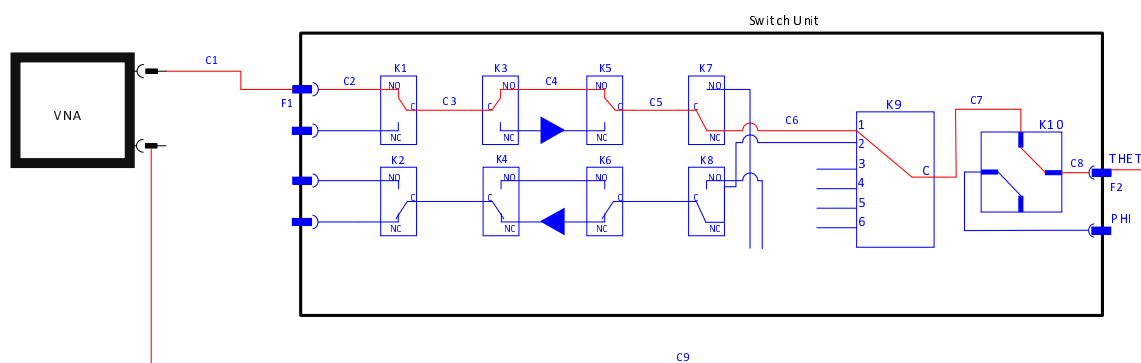 Switch Unit
VNA
C1
F1
C2
K1
NO
C
NC
C3
K3
NO
C
NC
C4
K5
NO
C
NC
C5
K7
NO
C
NC
C6
K9
1
2
3
4
5
6
C
C7
K10
C8
THET
F2
PHI
K2
NO
C
NC
K4
NO
C
NC
K6
NO
C
NC
K8
NO
C
NC
C9